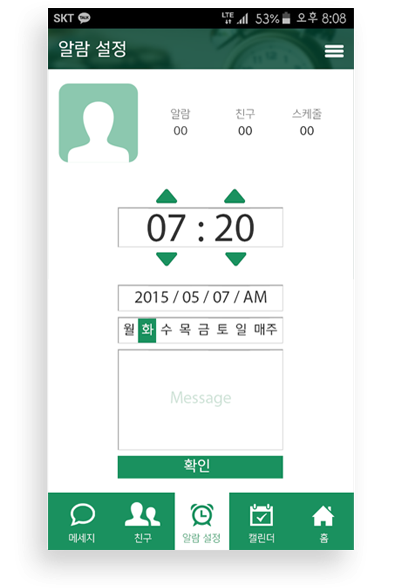 SKT TALK LTE 53% 오후 8:08
알람 설정
알람 친구 스케줄
00 00 00
07 : 20
2015 / 05 / 07 / AM
월 화 수 목 금 토 일 매주
Message
확인
메세지 친구 알람 설정 캘린더 홈